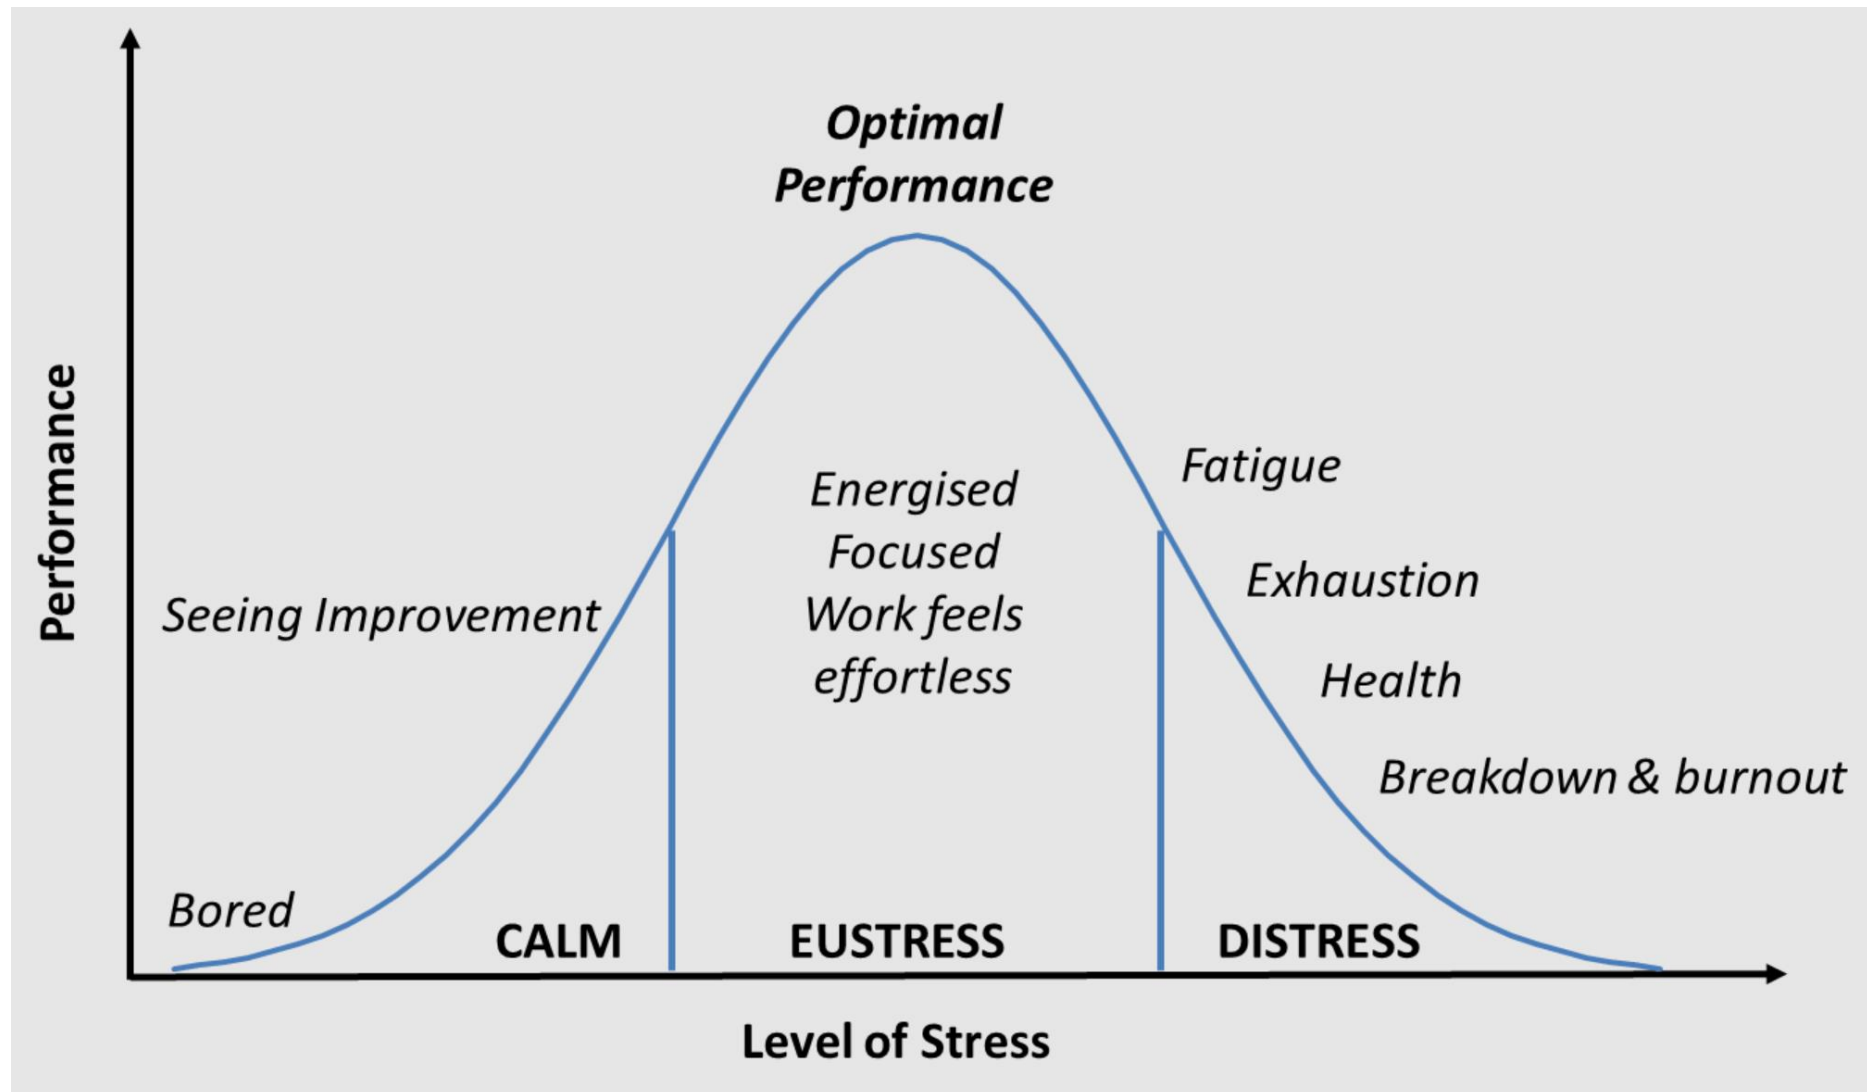 Optimal
Performance
Performance
Fatigue
Energised
Focused
Work feels
effortless
Exhaustion
Seeing Improvement
Health
Breakdown & burnout
Bored
CALM
EUSTRESS
DISTRESS
Level of Stress